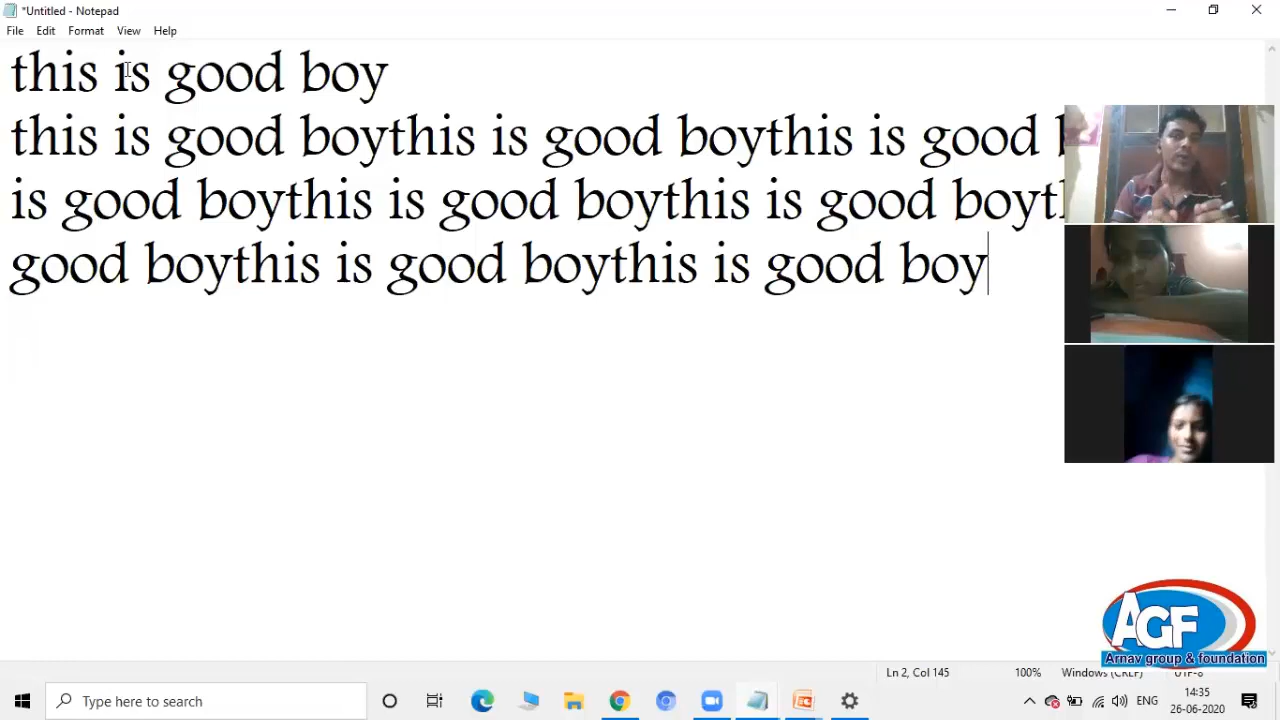 *Untitled - Notepad
File Edit Format View Help
this is good boy
this is good boythis is good boythis is good
is good boythis is good boythis is good
good boythis is good boythis is good boy
AGF
Arnav group & foundation
Ln 2, Col 145 100% Windows (CRLF) UTF-8
Type here to search
ENG
14:35
26-06-2020